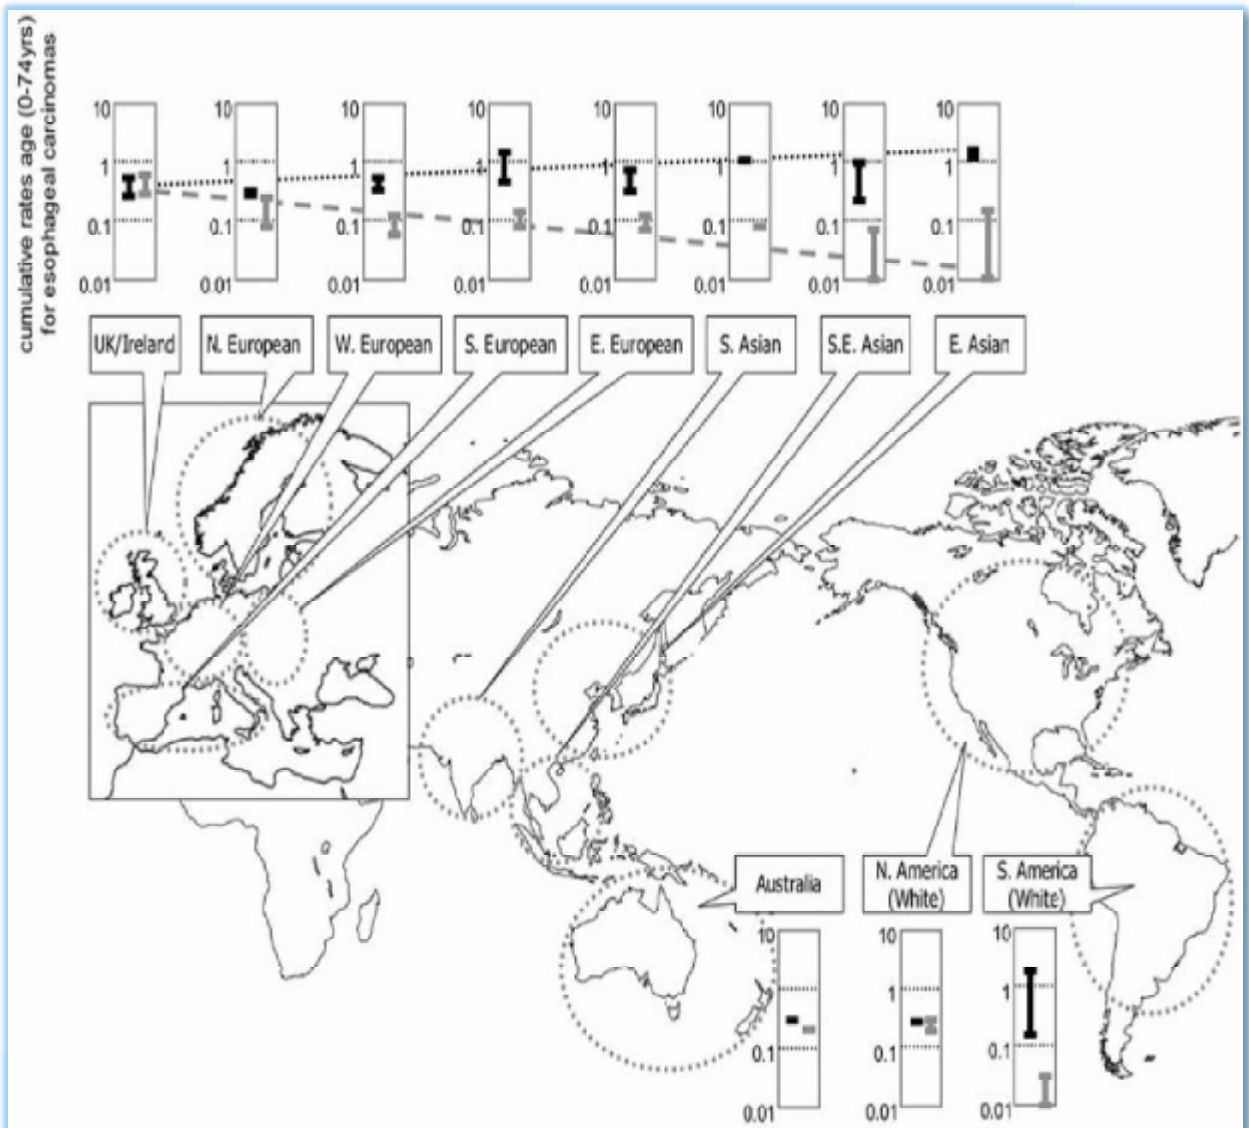 cumulative rates age (0-74yrs)
for esophageal carcinomas
10 10 10 10 10 10 10 10
1 1 1 1 1 1 1 1
0.1 0.1 0.1 0.1 0.1 0.1 0.1 0.1
0.01 0.01 0.01 0.01 0.01 0.01 0.01 0.01
UK/Ireland N. European W. European S. European E. European S. Asian S.E. Asian E. Asian
Australia
N. America
(White)
S. America
(White)
10 10 10
1 1 1
0.1 0.1 0.1
0.01 0.01 0.01